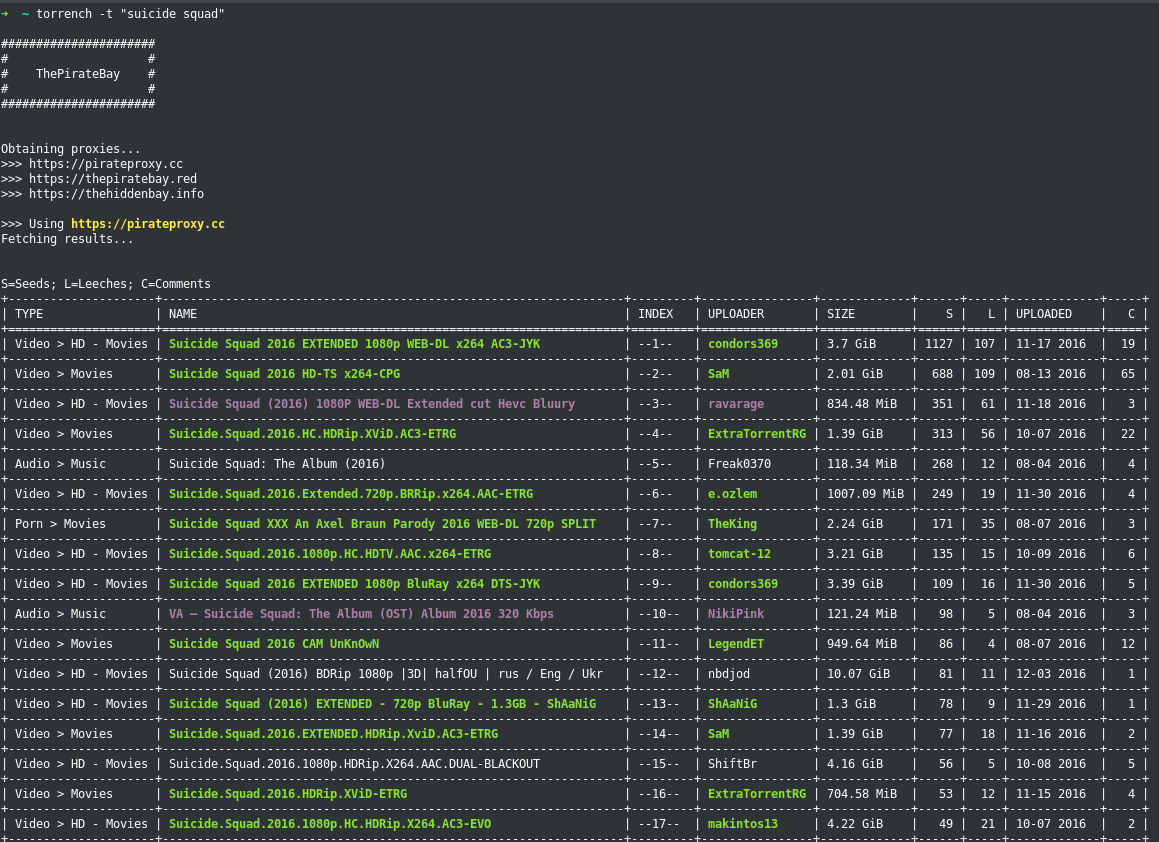 ➜  ~ torrench -t "suicide squad"
######################
#                    #
#    ThePirateBay    #
#                    #
######################
Obtaining proxies...
>>> https://pirateproxy.cc
>>> https://thepiratebay.red
>>> https://thehiddenbay.info
>>> Using https://pirateproxy.cc
Fetching results...
S=Seeds; L=Leeches; C=Comments
| TYPE | NAME | INDEX | UPLOADER | SIZE | S | L | UPLOADED | C |
| Video > HD - Movies | Suicide Squad 2016 EXTENDED 1080p WEB-DL x264 AC3-JYK | --1-- | condors369 | 3.7 GiB | 1127 | 107 | 11-17 2016 | 19 |
| Video > Movies | Suicide Squad 2016 HD-TS x264-CPG | --2-- | SaM | 2.01 GiB | 688 | 109 | 08-13 2016 | 65 |
| Video > HD - Movies | Suicide Squad (2016) 1080P WEB-DL Extended cut Hevc Bluury | --3-- | ravarage | 834.48 MiB | 351 | 61 | 11-18 2016 | 3 |
| Video > Movies | Suicide.Squad.2016.HC.HDRip.XViD.AC3-ETRG | --4-- | ExtraTorrentRG | 1.39 GiB | 313 | 56 | 10-07 2016 | 22 |
| Audio > Music | Suicide Squad: The Album (2016) | --5-- | Freak0370 | 118.34 MiB | 268 | 12 | 08-04 2016 | 4 |
| Video > HD - Movies | Suicide.Squad.2016.Extended.720p.BRRip.x264.AAC-ETRG | --6-- | e.ozlem | 1007.09 MiB | 249 | 19 | 11-30 2016 | 4 |
| Porn > Movies | Suicide Squad XXX An Axel Braun Parody 2016 WEB-DL 720p SPLIT | --7-- | TheKing | 2.24 GiB | 171 | 35 | 08-07 2016 | 3 |
| Video > HD - Movies | Suicide.Squad.2016.1080p.HC.HDTV.AAC.x264-ETRG | --8-- | tomcat-12 | 3.21 GiB | 135 | 15 | 10-09 2016 | 6 |
| Video > HD - Movies | Suicide Squad 2016 EXTENDED 1080p BluRay x264 DTS-JYK | --9-- | condors369 | 3.39 GiB | 109 | 16 | 11-30 2016 | 5 |
| Audio > Music | VA – Suicide Squad: The Album (OST) Album 2016 320 Kbps | --10-- | NikiPink | 121.24 MiB | 98 | 5 | 08-04 2016 | 3 |
| Video > Movies | Suicide Squad 2016 CAM UnKnOwN | --11-- | LegendET | 949.64 MiB | 86 | 4 | 08-07 2016 | 12 |
| Video > HD - Movies | Suicide Squad (2016) BDRip 1080p |3D| halfOU | rus / Eng / Ukr | --12-- | nbdjod | 10.07 GiB | 81 | 11 | 12-03 2016 | 1 |
| Video > HD - Movies | Suicide Squad (2016) EXTENDED - 720p BluRay - 1.3GB - ShAaNiG | --13-- | ShAaNiG | 1.3 GiB | 78 | 9 | 11-29 2016 | 1 |
| Video > Movies | Suicide.Squad.2016.EXTENDED.HDRip.XviD.AC3-ETRG | --14-- | SaM | 1.39 GiB | 77 | 18 | 11-16 2016 | 2 |
| Video > HD - Movies | Suicide.Squad.2016.1080p.HDRip.X264.AAC.DUAL-BLACKOUT | --15-- | ShiftBr | 4.16 GiB | 56 | 5 | 10-08 2016 | 5 |
| Video > Movies | Suicide.Squad.2016.HDRip.XViD-ETRG | --16-- | ExtraTorrentRG | 704.58 MiB | 53 | 12 | 11-15 2016 | 4 |
| Video > HD - Movies | Suicide.Squad.2016.1080p.HC.HDRip.X264.AC3-EVO | --17-- | makintos13 | 4.22 GiB | 49 | 21 | 10-07 2016 | 2 |